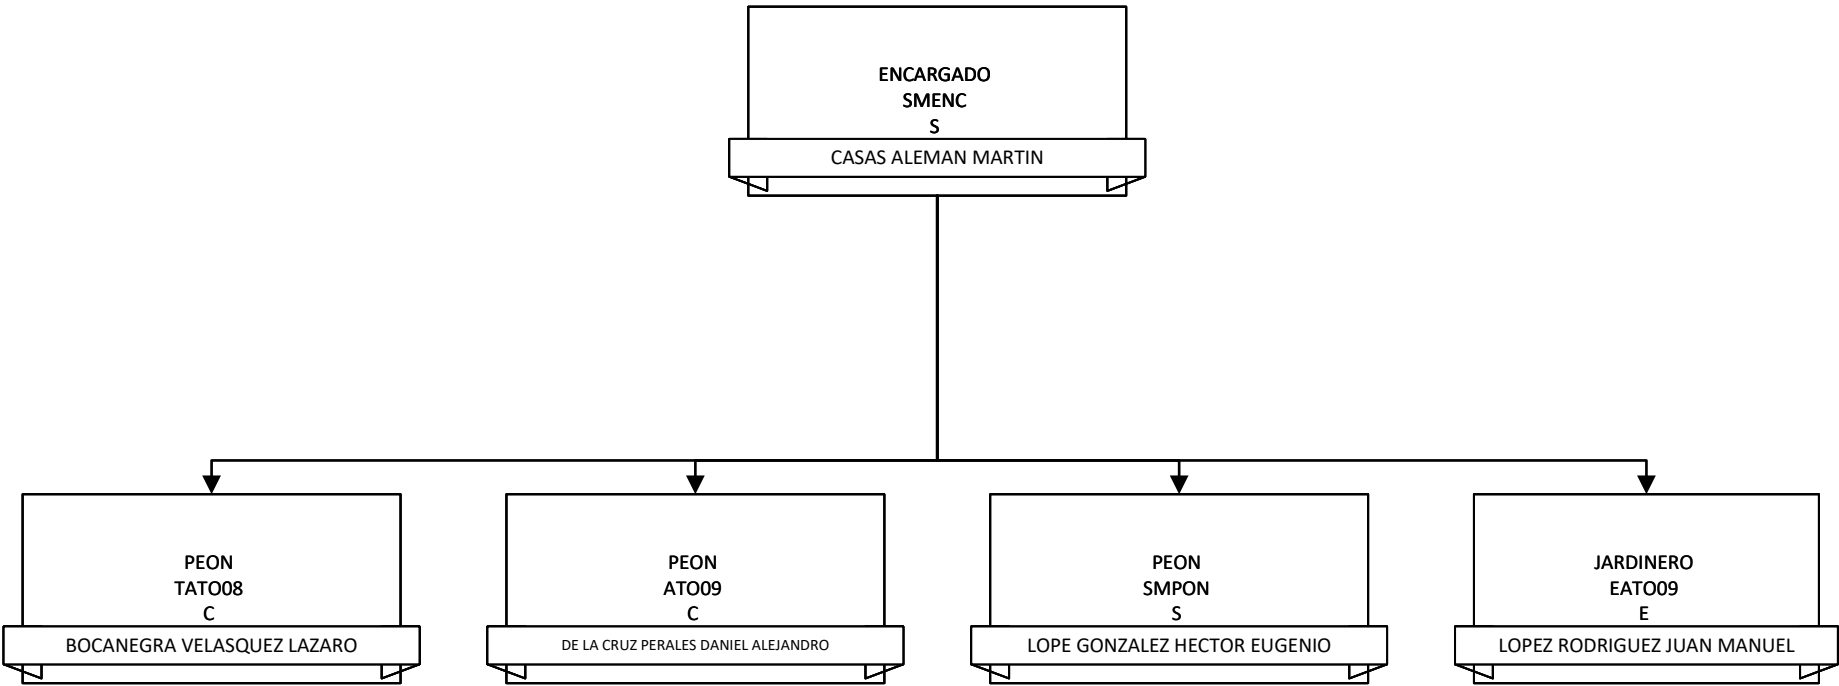 ENCARGADO
SMENC
S
CASAS ALEMAN MARTIN
PEON
TATO08
C
BOCANEGRA VELASQUEZ LAZARO
PEON
ATO09
C
DE LA CRUZ PERALES DANIEL ALEJANDRO
PEON
SMPON
S
LOPE GONZALEZ HECTOR EUGENIO
JARDINERO
EATO09
E
LOPEZ RODRIGUEZ JUAN MANUEL